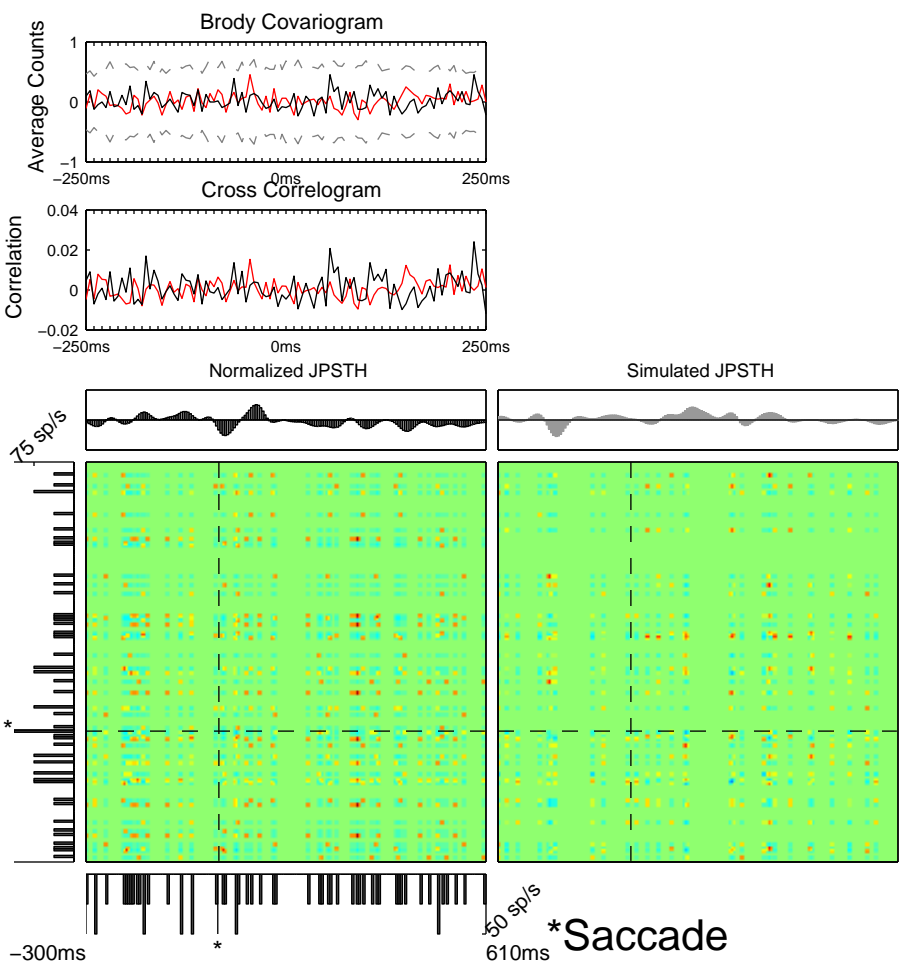 Brody Covariogram
Average Counts
1
0
−1
−250ms
0ms
250ms
Cross Correlogram
Correlation
0.04
0.02
0
−0.02
−250ms
0ms
250ms
Normalized JPSTH
Simulated JPSTH
75 sp/s
*
*
50 sp/s
*Saccade
−300ms
610ms